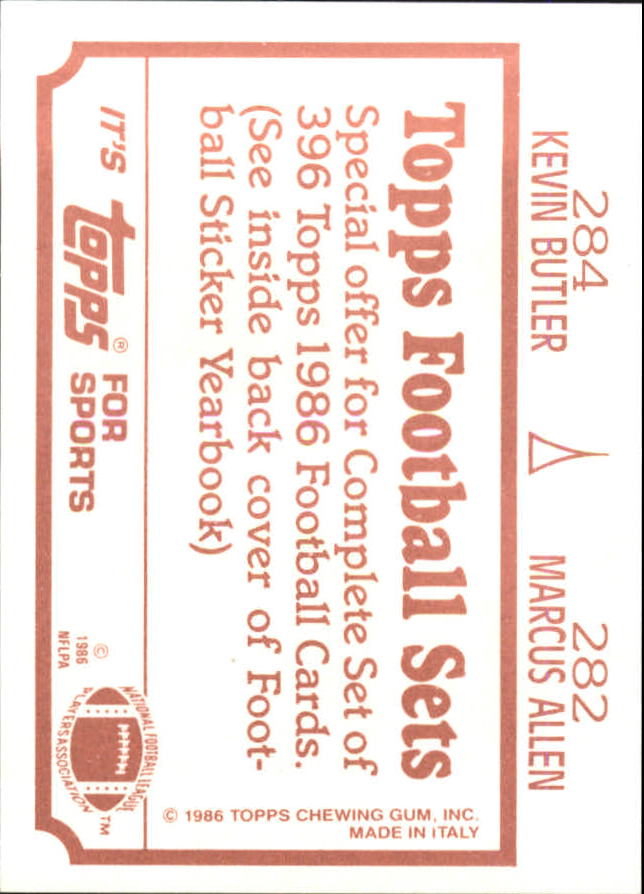 284
KEVIN BUTLER
282
MARCUS ALLEN
Topps Football Sets
Special offer for Complete Set of
396 Topps 1986 Football Cards.
(See inside back cover of Foot-
ball Sticker Yearbook)
IT'S topps® FOR
SPORTS
©
1986
NFLPA
NATIONAL FOOTBALL LEAGUE
PLAYERS ASSOCIATION
™
© 1986 TOPPS CHEWING GUM, INC.
MADE IN ITALY